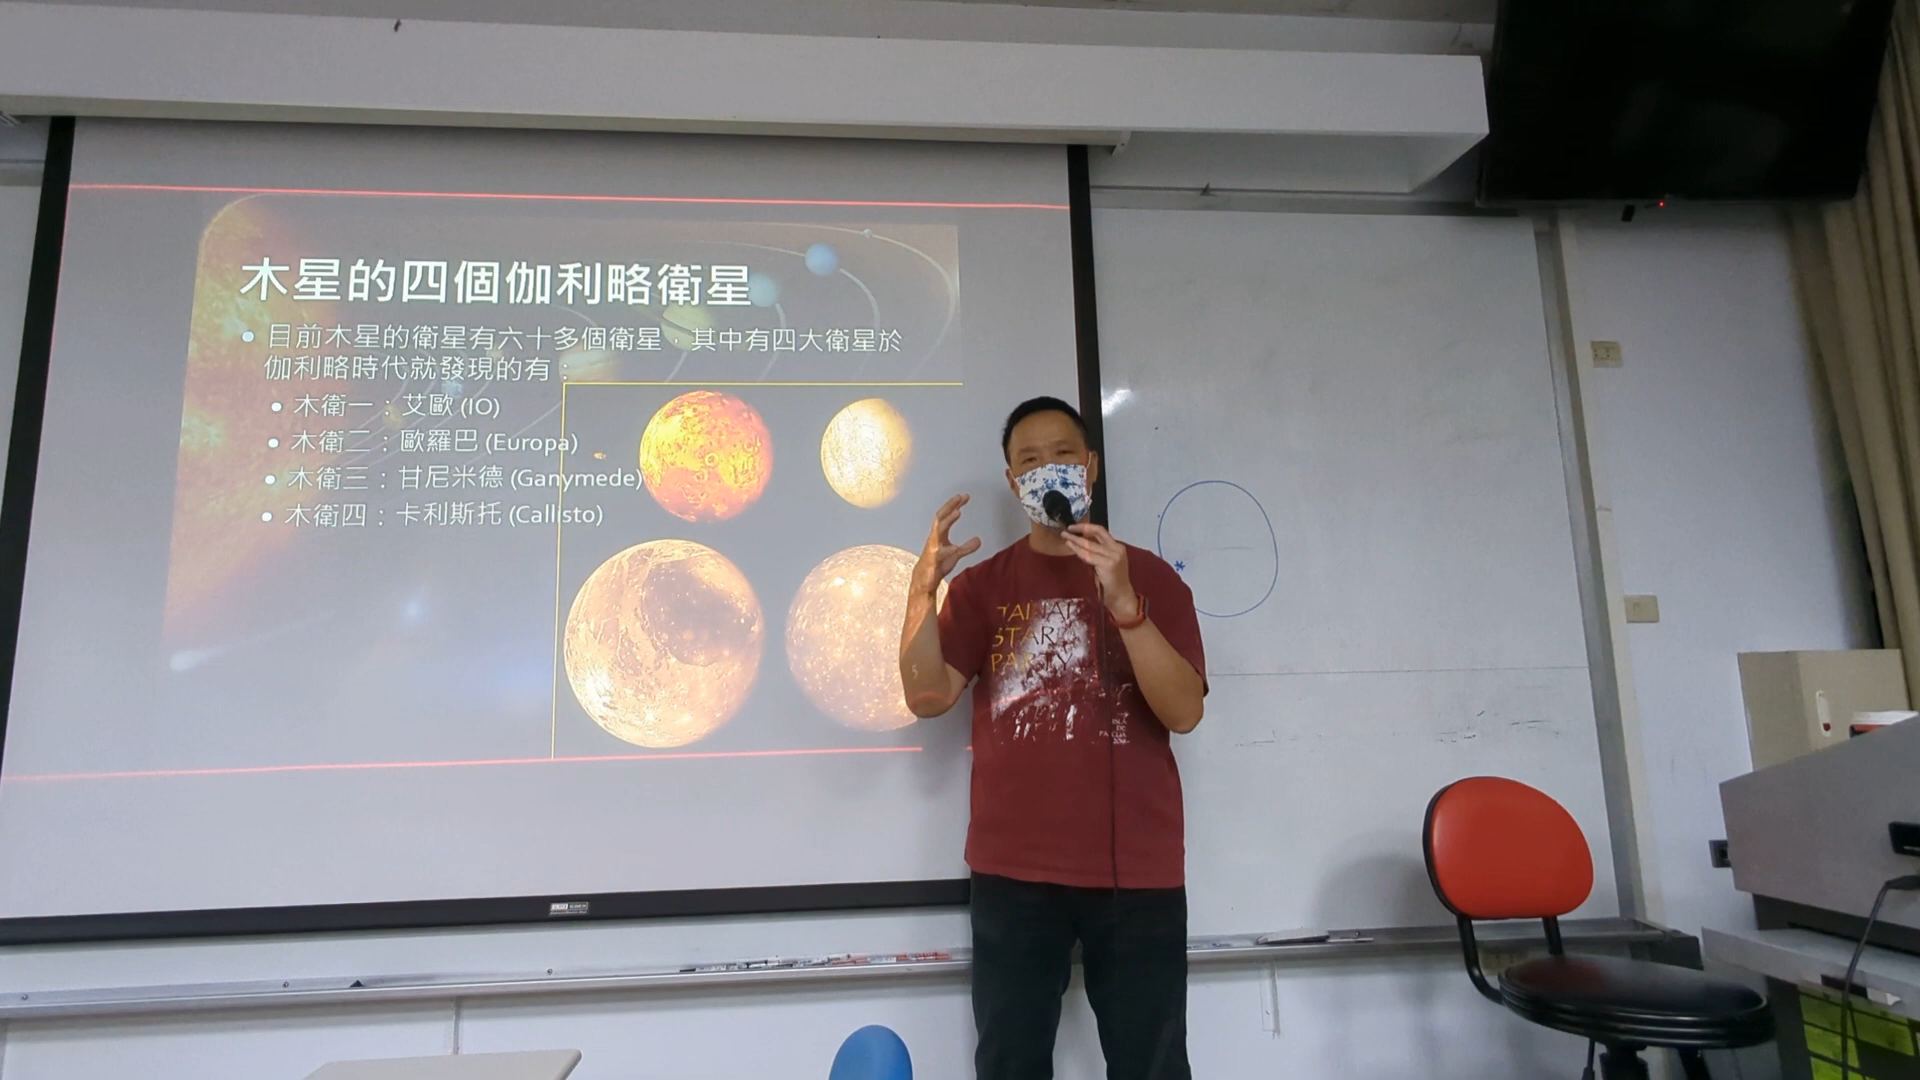 木星的四個伽利略衛星
• 目前木星的衛星有六十多個衛星，其中有四大衛星於
伽利略時代就發現的有：
• 木衛一：艾歐 (IO)
• 木衛二：歐羅巴 (Europa)
• 木衛三：甘尼米德 (Ganymede)
• 木衛四：卡利斯托 (Callisto)
STAR
PARTY